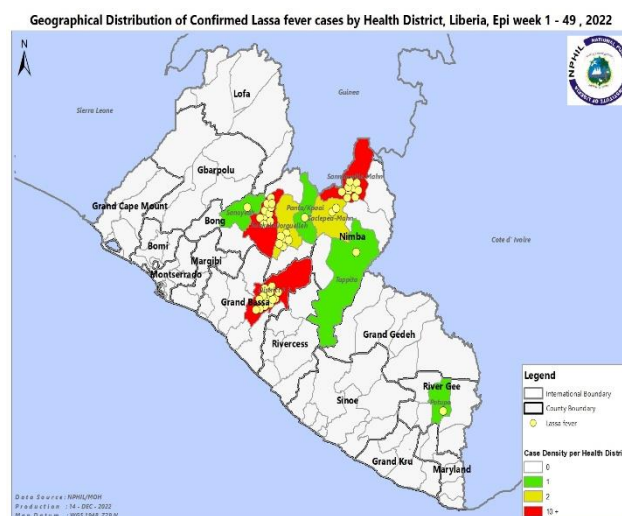 Geographical Distribution of Confirmed Lassa fever cases by Health District, Liberia, Epi week 1 - 49 , 2022
N
NPHIL
Lofa
Guinea
Sierra Leone
Gbarpolu
Grand Cape Mount
Bong
Bomi
Margibi
Montserrado
Nimba
Cote d' Ivoire
Tappita
Grand Bassa
Grand Gedeh
Rivercess
River Gee
Sinoe
Grand Kru
Maryland
Legend
International Boundary
County Boundary
Lassa fever
Case Density per Health Distri
0
1
2
10 +
Data Source: NPHIL/MOH
Production : 14 - DEC - 2022